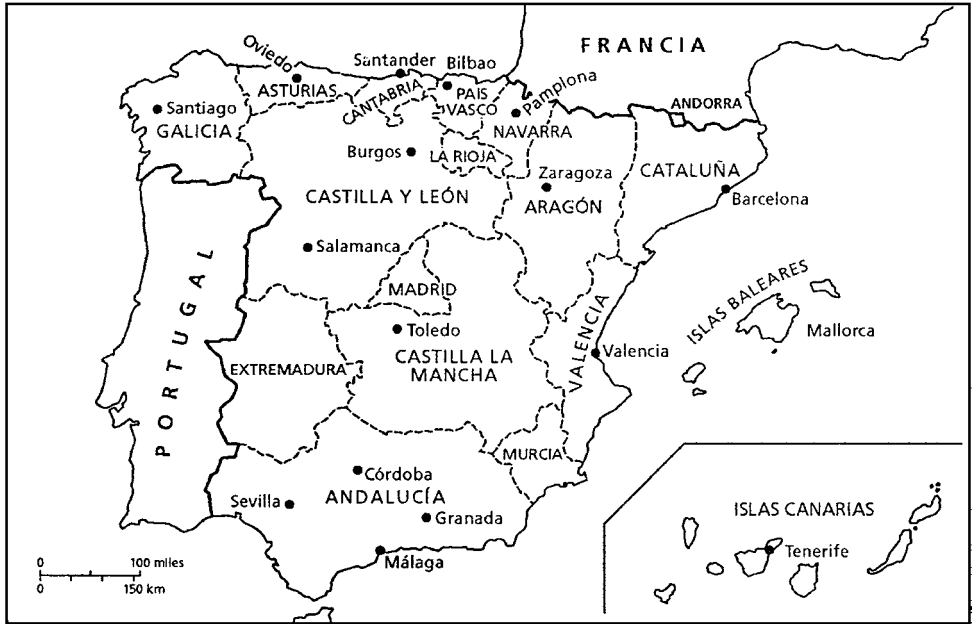 FRANCIA
Oviedo
Santander
Bilbao
ASTURIAS
CANTABRIA
PAÍS
VASCO
Pamplona
ANDORRA
Santiago
GALICIA
NAVARRA
Burgos
LA RIOJA
Zaragoza
CATALUÑA
CASTILLA Y LEÓN
ARAGÓN
Barcelona
Salamanca
PORTUGAL
MADRID
ISLAS BALEARES
Toledo
Mallorca
VALENCIA
Valencia
EXTREMADURA
CASTILLA LA
MANCHA
MURCIA
Córdoba
Sevilla
ANDALUCÍA
Granada
Málaga
ISLAS CANARIAS
Tenerife
0 100 miles
0 150 km